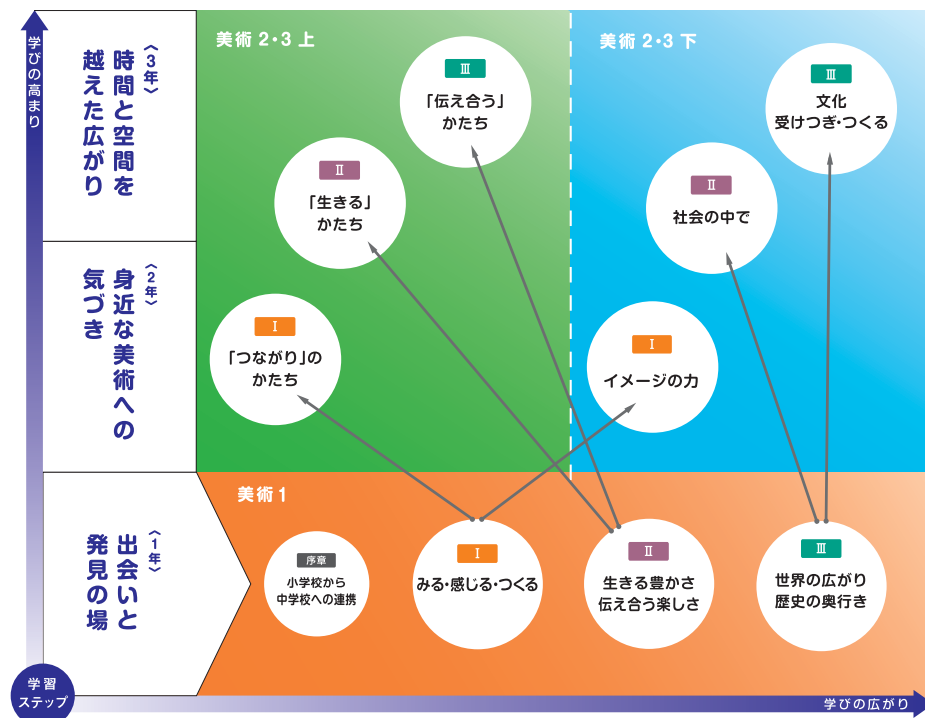 学びの高まり
〈3年〉
時間と空間を
越えた広がり
〈2年〉
身近な美術への
気づき
〈1年〉
出会いと
発見の場
学習
ステップ
美術2・3上
Ⅲ
「伝え合う」
かたち
Ⅱ
「生きる」
かたち
Ⅰ
「つながり」の
かたち
美術2・3下
Ⅲ
文化
受けつぎ・つくる
Ⅱ
社会の中で
Ⅰ
イメージの力
美術1
序章
小学校から
中学校への連携
Ⅰ
みる・感じる・つくる
Ⅱ
生きる豊かさ
伝え合う楽しさ
Ⅲ
世界の広がり
歴史の奥行き
学びの広がり